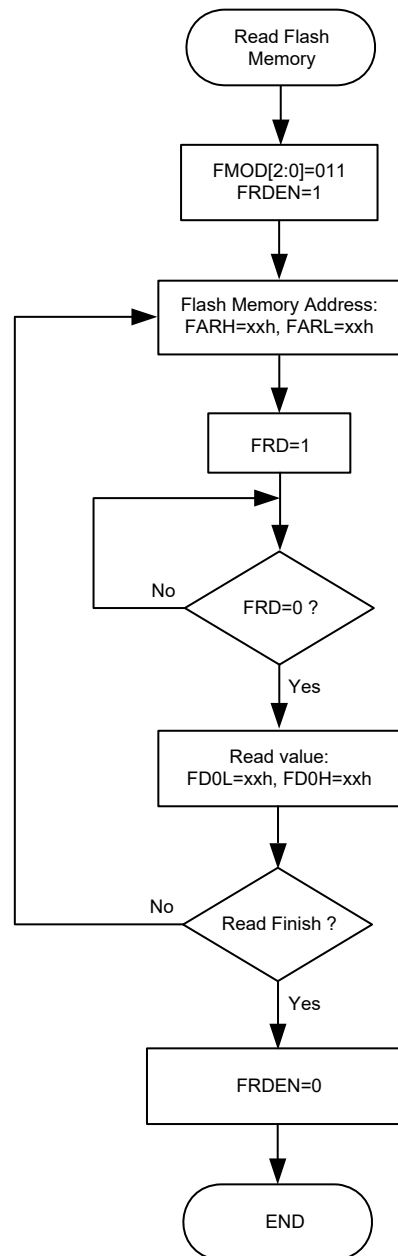 Read Flash
Memory
FMOD[2:0]=011
FRDEN=1
Flash Memory Address:
FARH=xxh, FARL=xxh
FRD=1
No
FRD=0 ?
Yes
Read value:
FD0L=xxh, FD0H=xxh
No
Read Finish ?
Yes
FRDEN=0
END